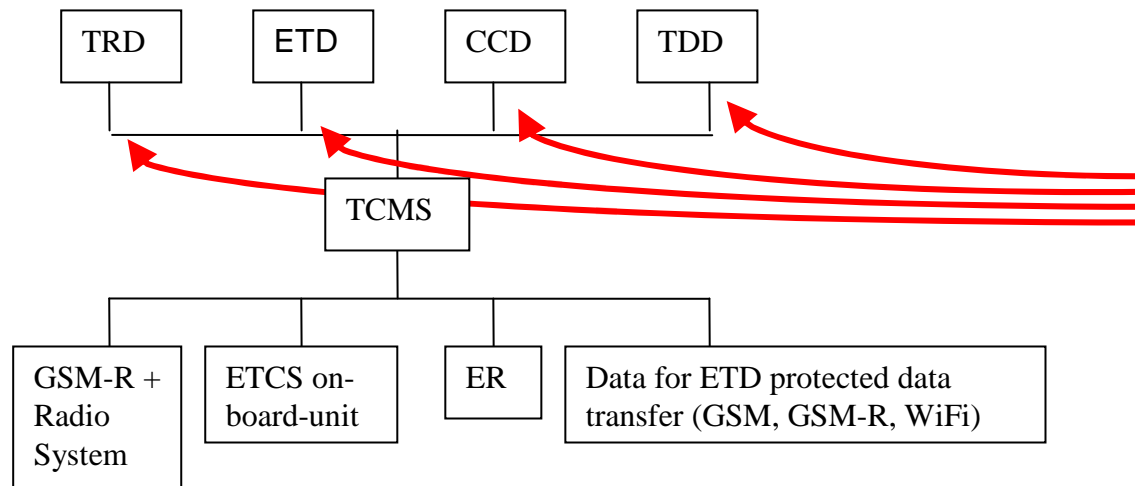 TRD
ETD
CCD
TDD
TCMS
GSM-R +
Radio
System
ETCS on-
board-unit
ER
Data for ETD protected data
transfer (GSM, GSM-R, WiFi)